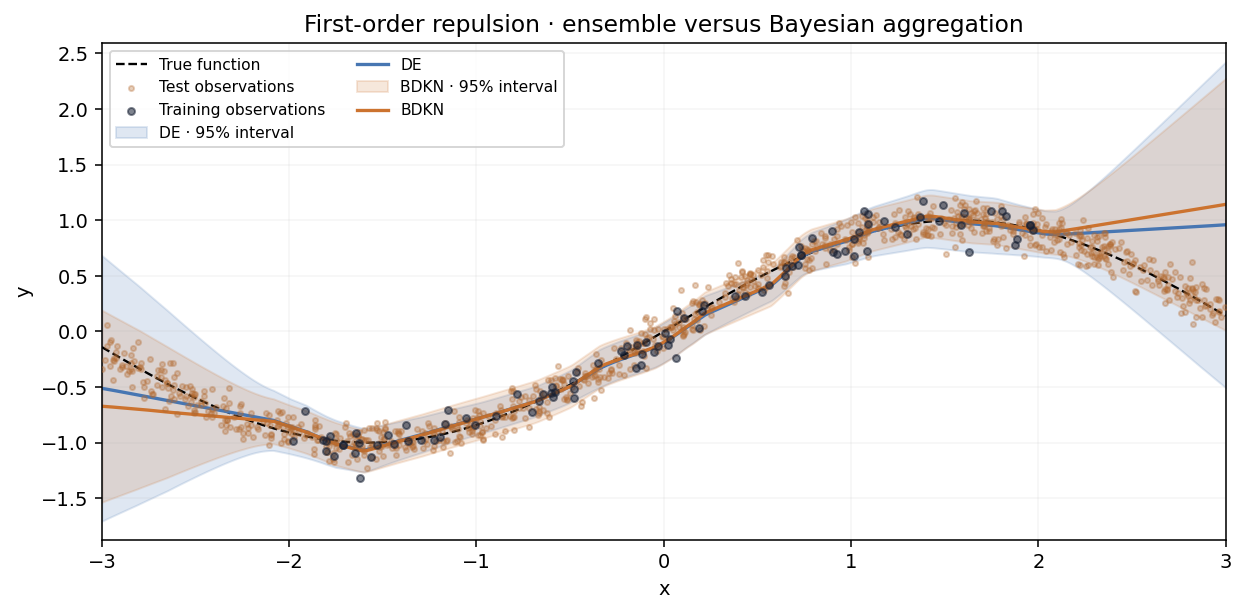 First-order repulsion · ensemble versus Bayesian aggregation
True function
Test observations
Training observations
DE · 95% interval
DE
BDKN · 95% interval
BDKN
2.5
2.0
1.5
1.0
0.5
0.0
−0.5
−1.0
−1.5
y
−3
−2
−1
0
1
2
3
x